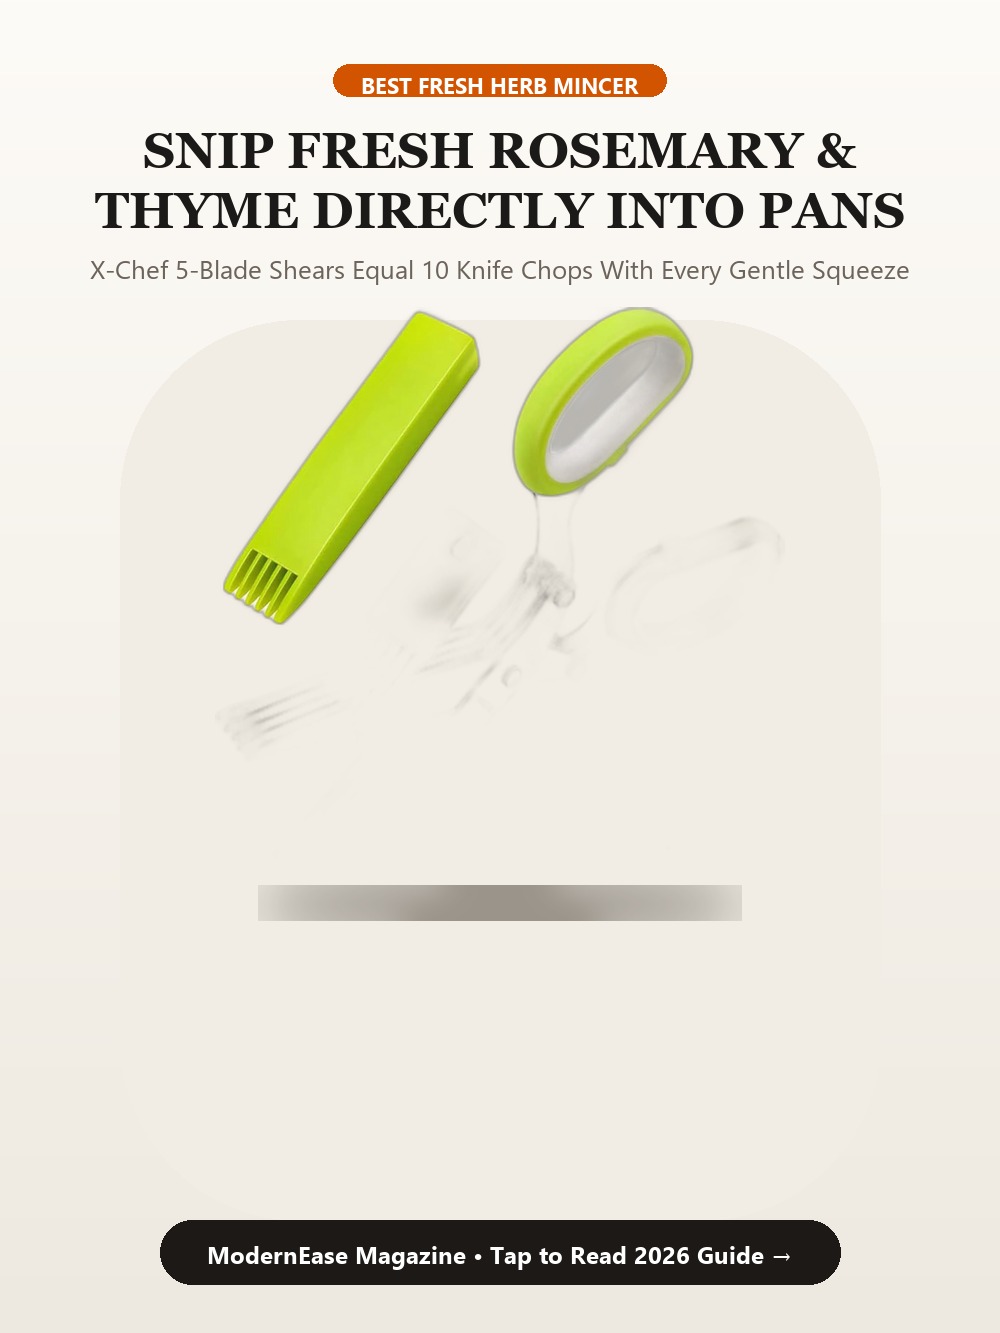 BEST FRESH HERB MINCER
SNIP FRESH ROSEMARY &
THYME DIRECTLY INTO PANS
X-Chef 5-Blade Shears Equal 10 Knife Chops With Every Gentle Squeeze
ModernEase Magazine • Tap to Read 2026 Guide →